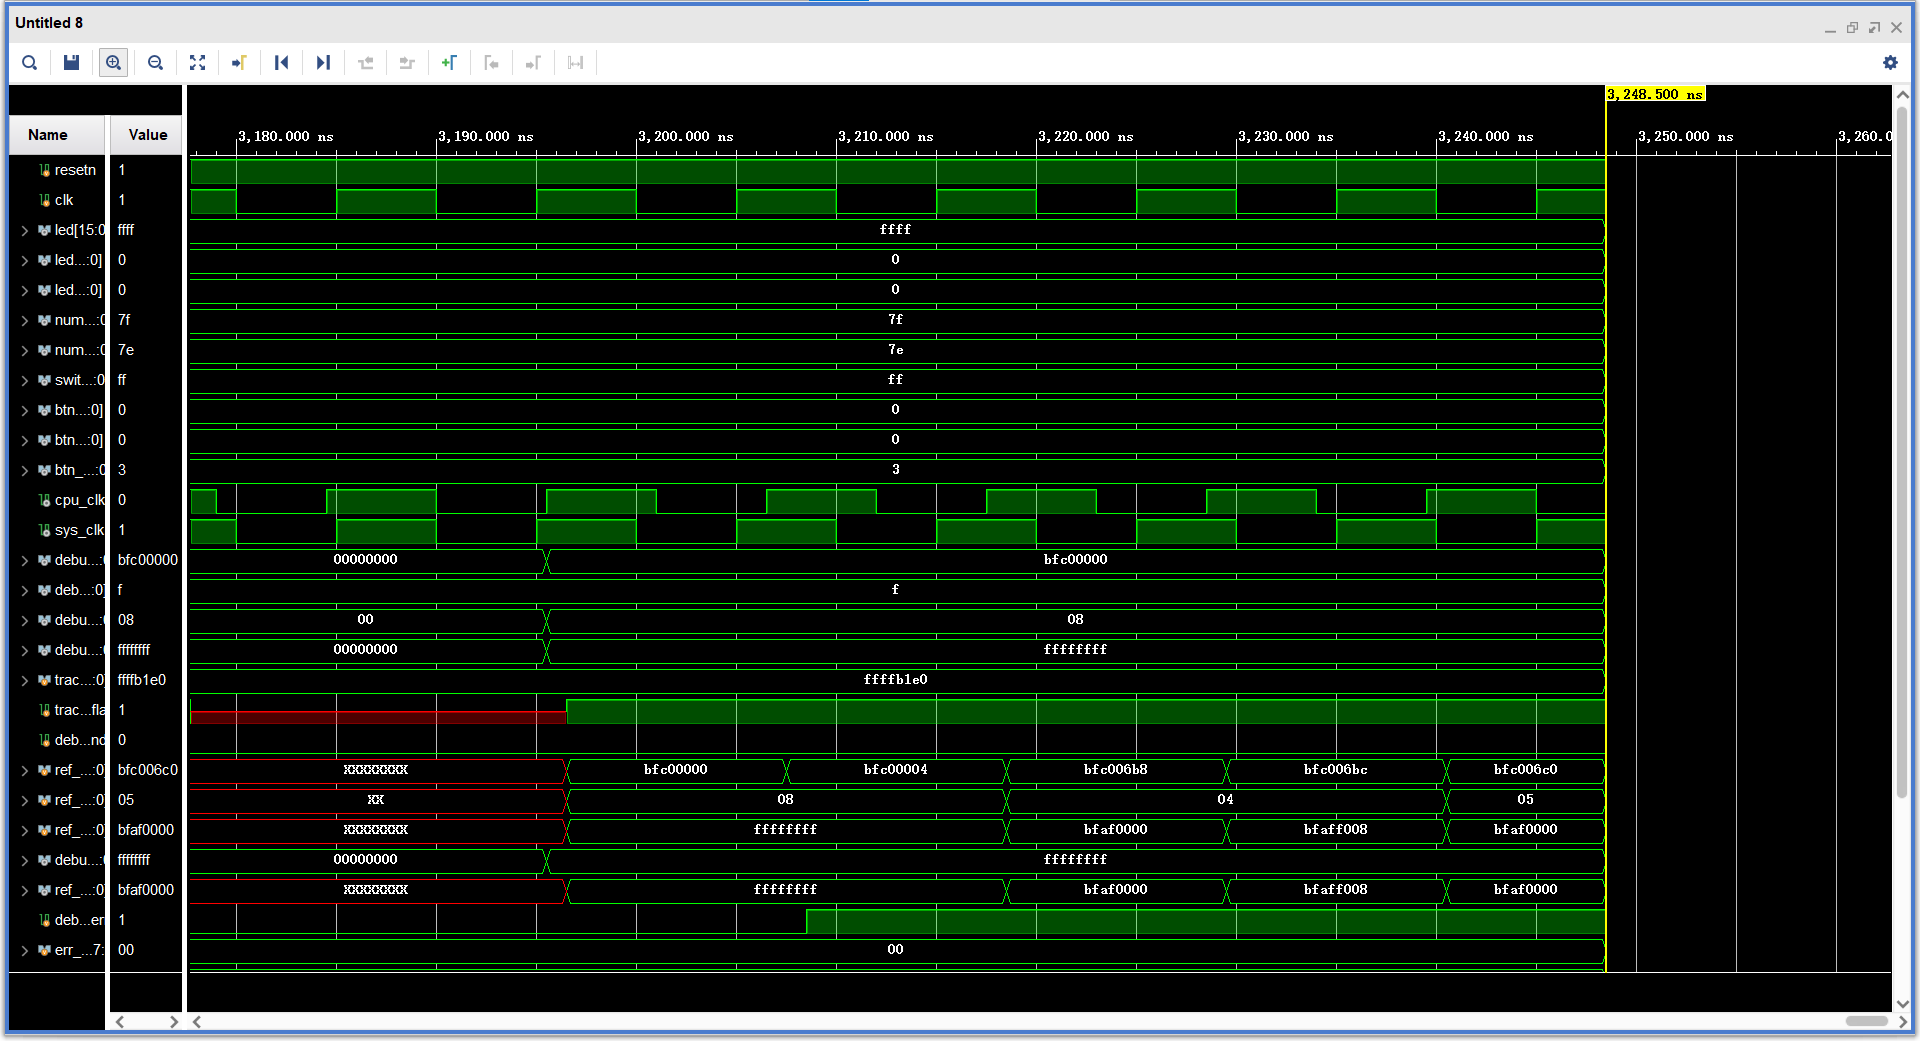 Untitled 8
3,248.500 ns
Name Value
3,180.000 ns 3,190.000 ns 3,200.000 ns 3,210.000 ns 3,220.000 ns 3,230.000 ns 3,240.000 ns 3,250.000 ns 3,260.0
resetn 1
clk 1
led[15:0 ffff ffff
led...:0] 0 0
led...:0] 0 0
num...:0 7f 7f
num...:0 7e 7e
swit...:0 ff ff
btn...:0] 0 0
btn...:0] 0 0
btn_...:0 3 3
cpu_clk 0
sys_clk 1
debu...:0 bfc00000 00000000 bfc00000
deb...:0] f f
debu...:0 08 00 08
debu...:0 ffffffff 00000000 ffffffff
trac...:0] ffffb1e0 ffffb1e0
trac...fla 1
deb...nd 0
ref_...:0] bfc006c0 XXXXXXXX bfc00000 bfc00004 bfc006b8 bfc006bc bfc006c0
ref_...:0] 05 XX 08 04 05
ref_...:0] bfaf0000 XXXXXXXX ffffffff bfaf0000 bfaff008 bfaf0000
debu...:0 ffffffff 00000000 ffffffff
ref_...:0] bfaf0000 XXXXXXXX ffffffff bfaf0000 bfaff008 bfaf0000
deb...er 1
err_...7: 00 00